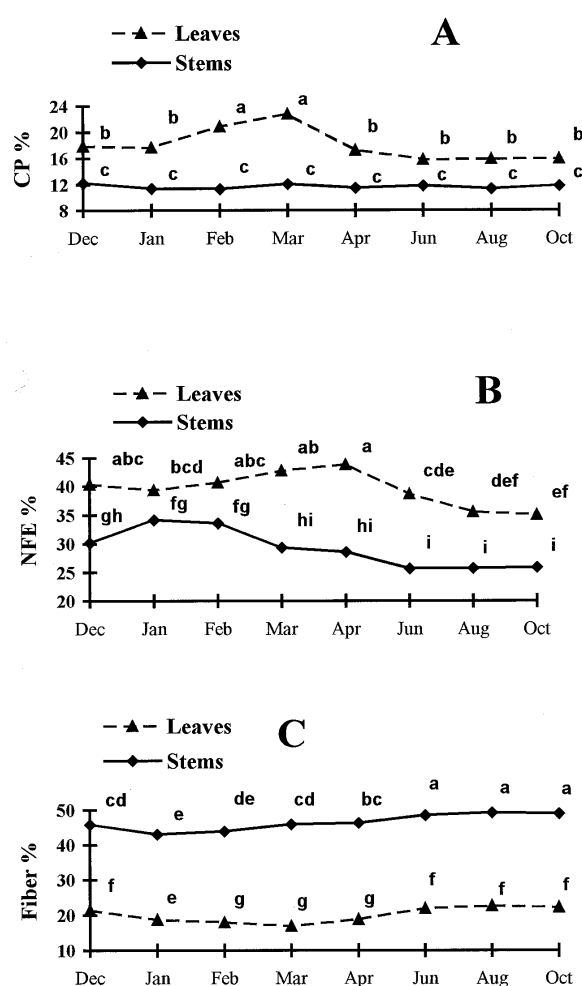 Leaves
Stems
A
CP %
24
20
16
12
8
b b a a b b b b
c c c c c c c c
Dec Jan Feb Mar Apr Jun Aug Oct
Leaves
Stems
B
NFE %
45
40
35
30
25
20
abc bcd abc ab a cde def ef
gh fg fg hi hi i i i
Dec Jan Feb Mar Apr Jun Aug Oct
Leaves
Stems
C
Fiber %
50
40
30
20
10
cd e de cd bc a a a
f e g g g f f f
Dec Jan Feb Mar Apr Jun Aug Oct